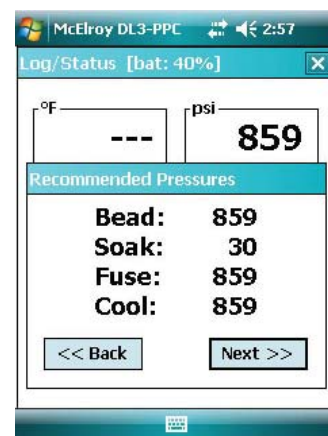 McElroy DL3-PPC 2:57
Log/Status [bat: 40%]
°F psi
--- 859
Recommended Pressures
Bead: 859
Soak: 30
Fuse: 859
Cool: 859
<< Back Next >>